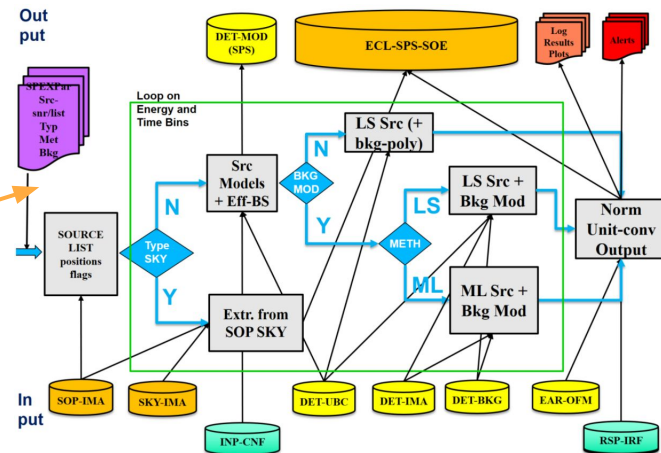 Out
put
DET-MOD
(SPS)
ECL-SPS-SOE
Log
Results
Plots
Alerts
SPEXPar
Src-
snr/list
Typ
Met
Bkg
Loop on
Energy and
Time Bins
N
LS Src (+
bkg-poly)
Src
Models
+ Eff-BS
BKG
MOD
N
LS Src +
Bkg Mod
LS
Y
METH
SOURCE
LIST
positions
flags
Type
SKY
Norm
Unit-conv
Output
Y
ML
ML Src +
Bkg Mod
Extr. from
SOP SKY
In
put
SOP-IMA
SKY-IMA
DET-UBC
DET-IMA
DET-BKG
EAR-OFM
INP-CNF
RSP-IRF